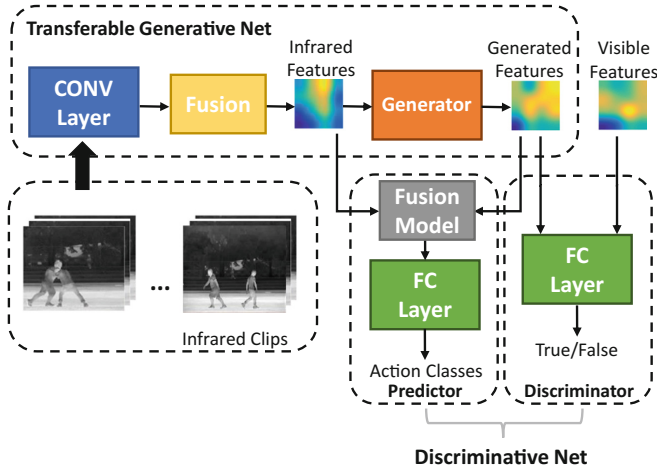 Transferable Generative Net
Infrared
Features
Generated
Features
Visible
Features
CONV
Layer
Fusion
Generator
Fusion
Model
FC
Layer
FC
Layer
...
Infrared Clips
Action Classes
Predictor
True/False
Discriminator
Discriminative Net